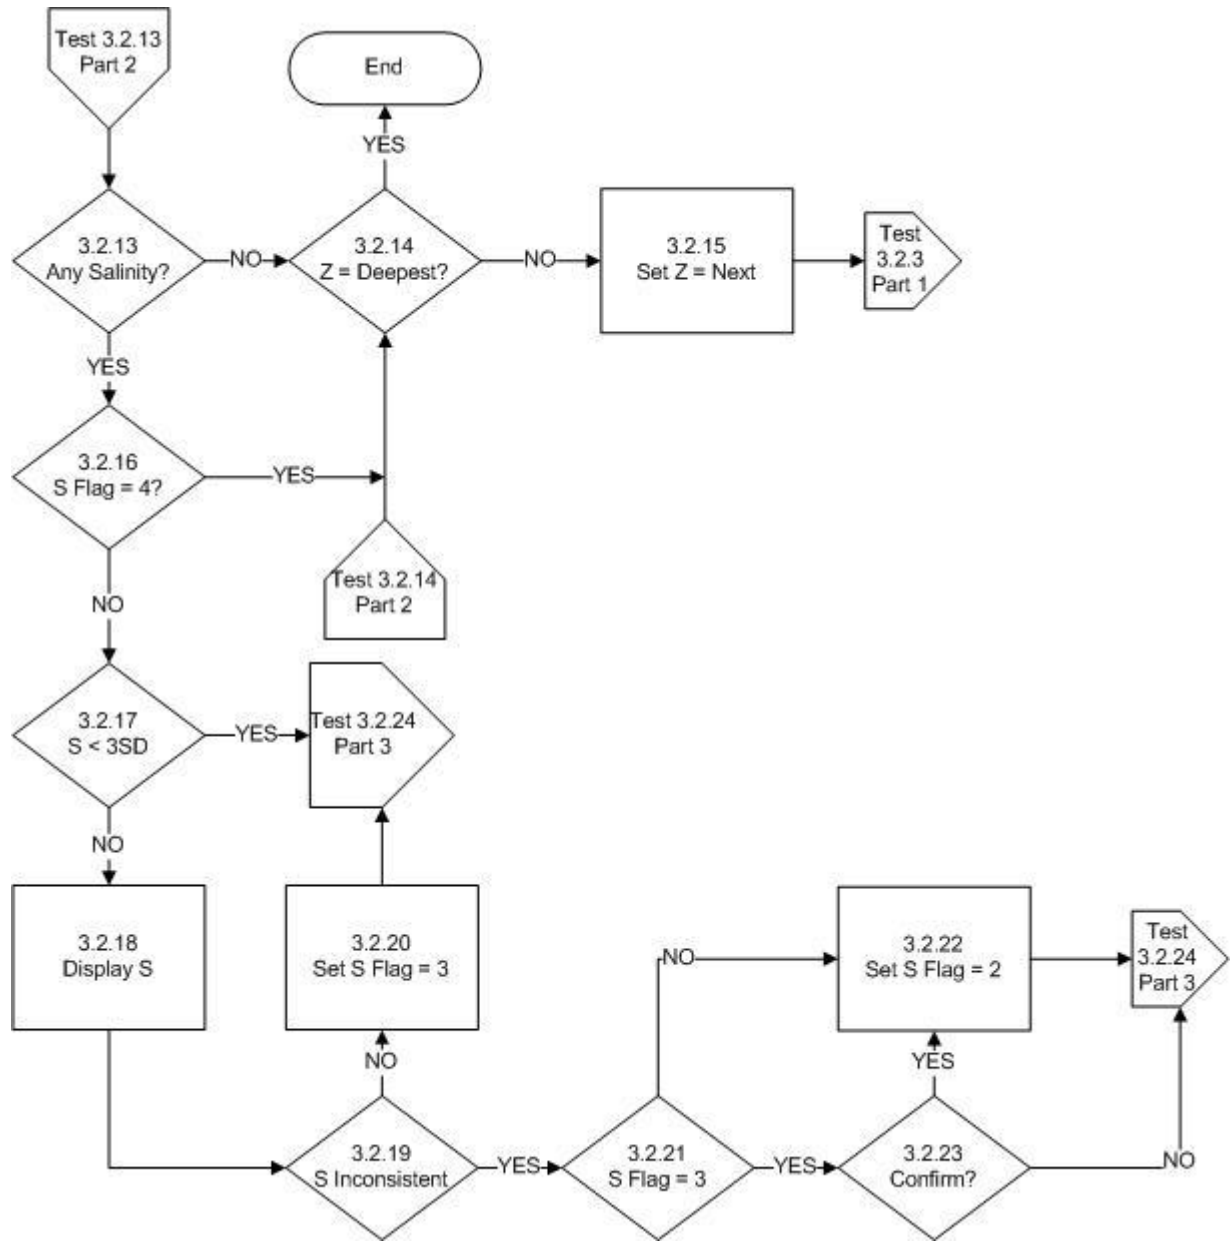 Test 3.2.13
Part 2
End
YES
3.2.13
Any Salinity?
NO
3.2.14
Z = Deepest?
NO
3.2.15
Set Z = Next
Test
3.2.3
Part 1
YES
3.2.16
S Flag = 4?
YES
Test 3.2.14
Part 2
NO
3.2.17
S < 3SD
YES
Test 3.2.24
Part 3
NO
3.2.18
Display S
3.2.20
Set S Flag = 3
NO
3.2.22
Set S Flag = 2
Test
3.2.24
Part 3
NO
YES
3.2.19
S Inconsistent
YES
3.2.21
S Flag = 3
YES
3.2.23
Confirm?
NO